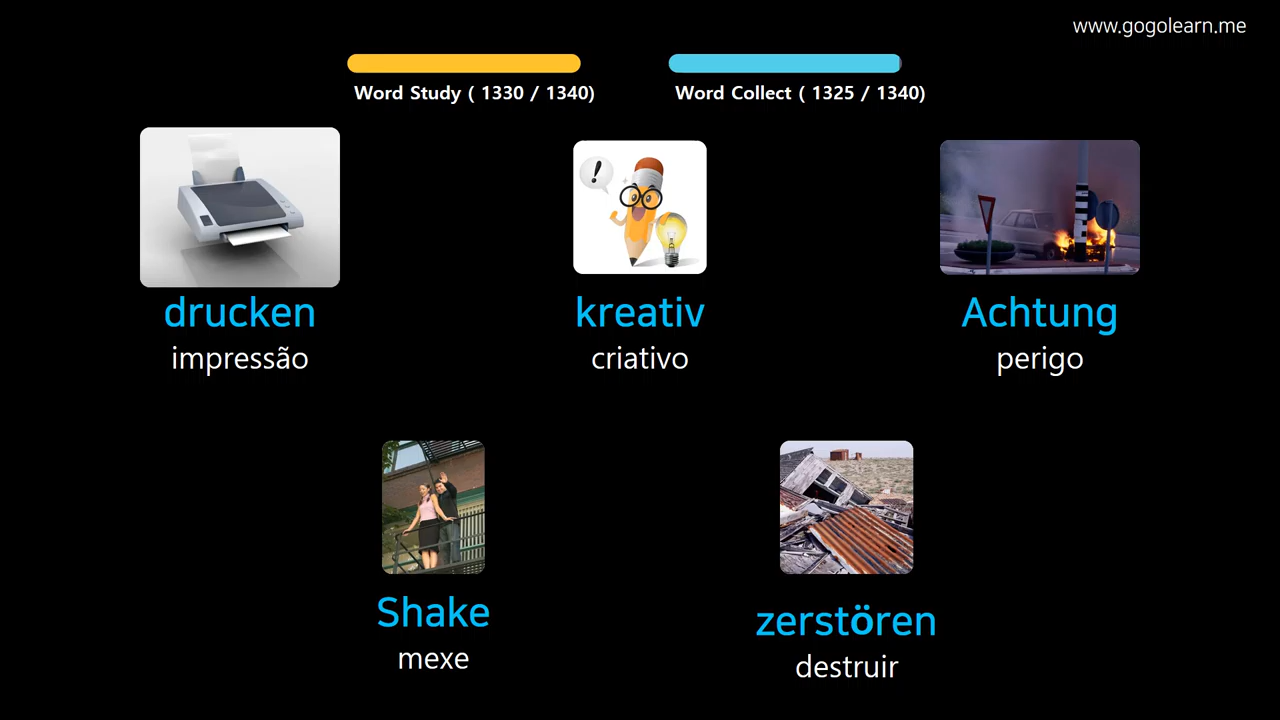 www.gogolearn.me
Word Study ( 1330 / 1340)
Word Collect ( 1325 / 1340)
!
drucken
impressão
kreativ
criativo
Achtung
perigo
Shake
mexe
zerstören
destruir